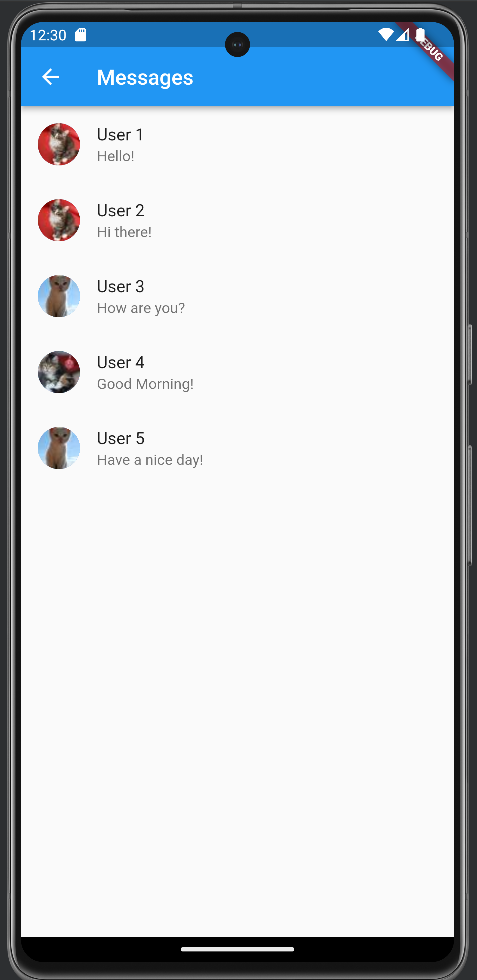 12:30
Messages
User 1
Hello!
User 2
Hi there!
User 3
How are you?
User 4
Good Morning!
User 5
Have a nice day!